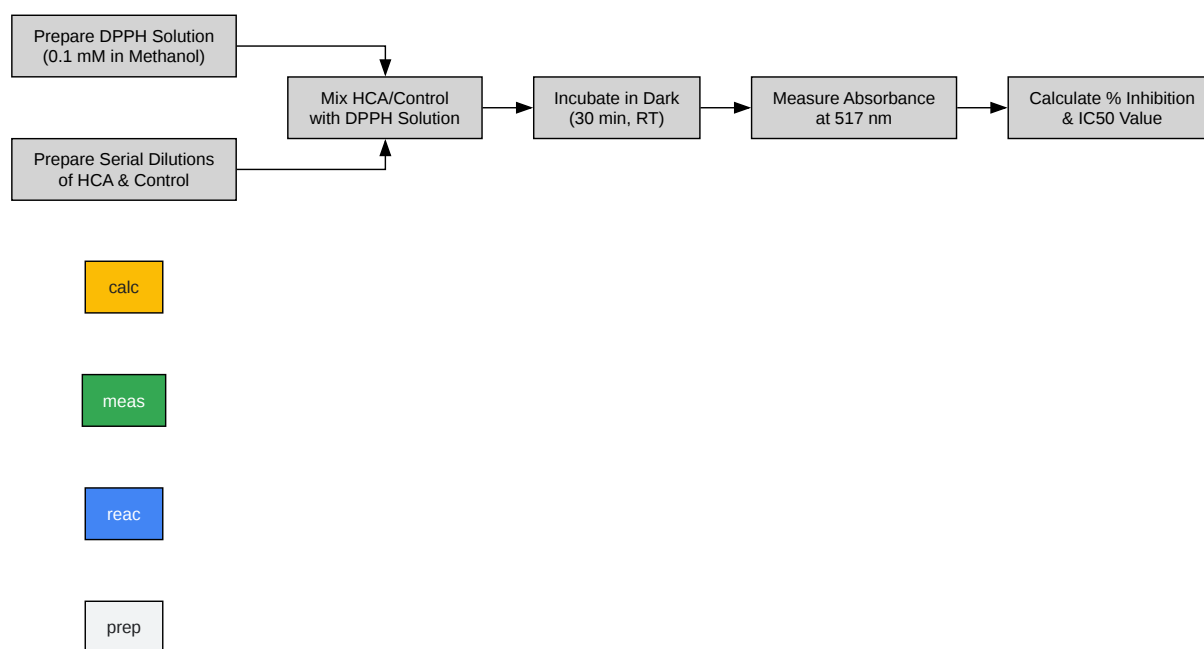 Prepare DPPH Solution
(0.1 mM in Methanol)
Prepare Serial Dilutions
of HCA & Control
Mix HCA/Control
with DPPH Solution
Incubate in Dark
(30 min, RT)
Measure Absorbance
at 517 nm
Calculate % Inhibition
& IC50 Value
calc
meas
reac
prep